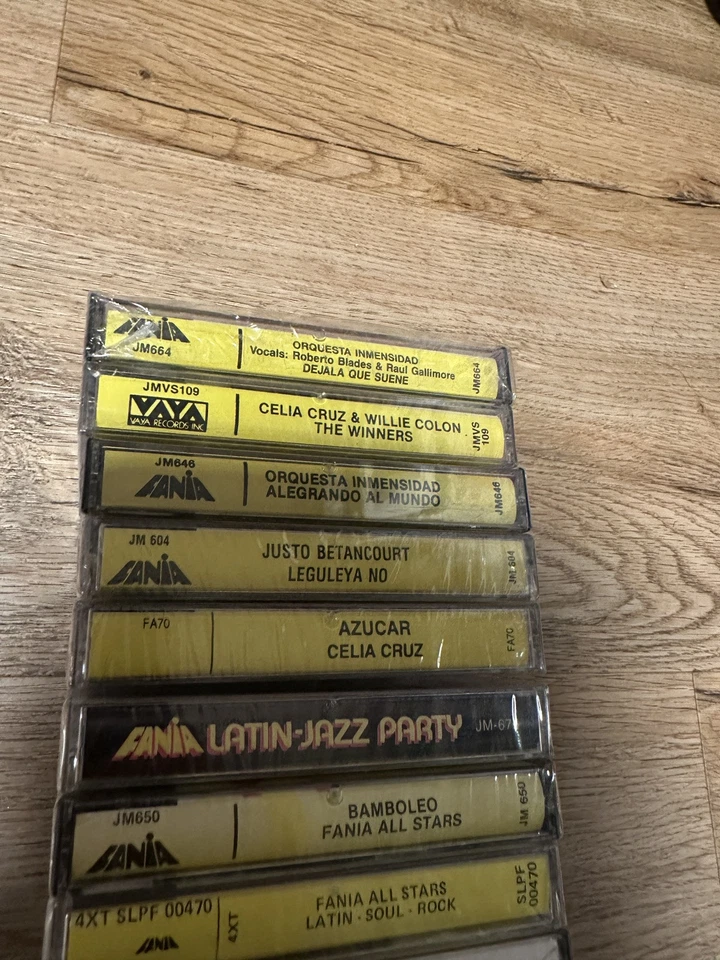 FANIA
JM664
ORQUESTA INMENSIDAD
Vocals: Roberto Blades & Raul Gallimore
DEJALA QUE SUENE
JM664
JMVS109
VAYA
VAYA RECORDS INC
CELIA CRUZ & WILLIE COLON
THE WINNERS
JMVS
109
JM646
FANIA
ORQUESTA INMENSIDAD
ALEGRANDO AL MUNDO
JM646
JM 604
FANIA
JUSTO BETANCOURT
LEGULEYA NO
JM 604
FA70
AZUCAR
CELIA CRUZ
FA70
FANIA LATIN-JAZZ PARTY
JM650
FANIA
BAMBOLEO
FANIA ALL STARS
JM 650
4XT SLPF 00470
FANIA
4XT
FANIA ALL STARS
LATIN · SOUL · ROCK
SLPF
00470